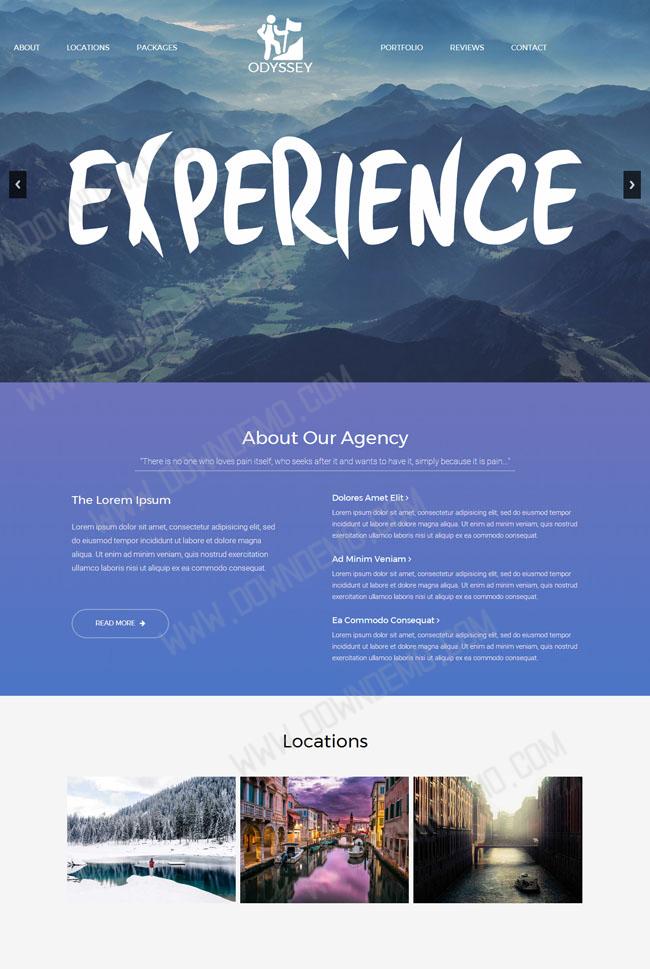 ABOUT LOCATIONS PACKAGES ODYSSEY PORTFOLIO REVIEWS CONTACT
EXPERIENCE
About Our Agency
"There is no one who loves pain itself, who seeks after it and wants to have it, simply because it is pain..."
The Lorem Ipsum
Lorem ipsum dolor sit amet, consectetur adipisicing elit, sed
do eiusmod tempor incididunt ut labore et dolore magna
aliqua. Ut enim ad minim veniam, quis nostrud exercitation
ullamco laboris nisi ut aliquip ex ea commodo consequat.
READ MORE
Dolores Amet Elit
Lorem ipsum dolor sit amet, consectetur adipisicing elit, sed do eiusmod tempor
incididunt ut labore et dolore magna aliqua. Ut enim ad minim veniam, quis nostrud
exercitation ullamco laboris nisi ut aliquip ex ea commodo consequat.
Ad Minim Veniam
Lorem ipsum dolor sit amet, consectetur adipisicing elit, sed do eiusmod tempor
incididunt ut labore et dolore magna aliqua. Ut enim ad minim veniam, quis nostrud
exercitation ullamco laboris nisi ut aliquip ex ea commodo consequat.
Ea Commodo Consequat
Lorem ipsum dolor sit amet, consectetur adipisicing elit, sed do eiusmod tempor
incididunt ut labore et dolore magna aliqua. Ut enim ad minim veniam, quis nostrud
exercitation ullamco laboris nisi ut aliquip ex ea commodo consequat.
Locations
WWW.DOWNDEMO.COM
WWW.DOWNDEMO.COM
WWW.DOWNDEMO.COM
WWW.DOWNDEMO.COM
WWW.DOWNDEMO.COM